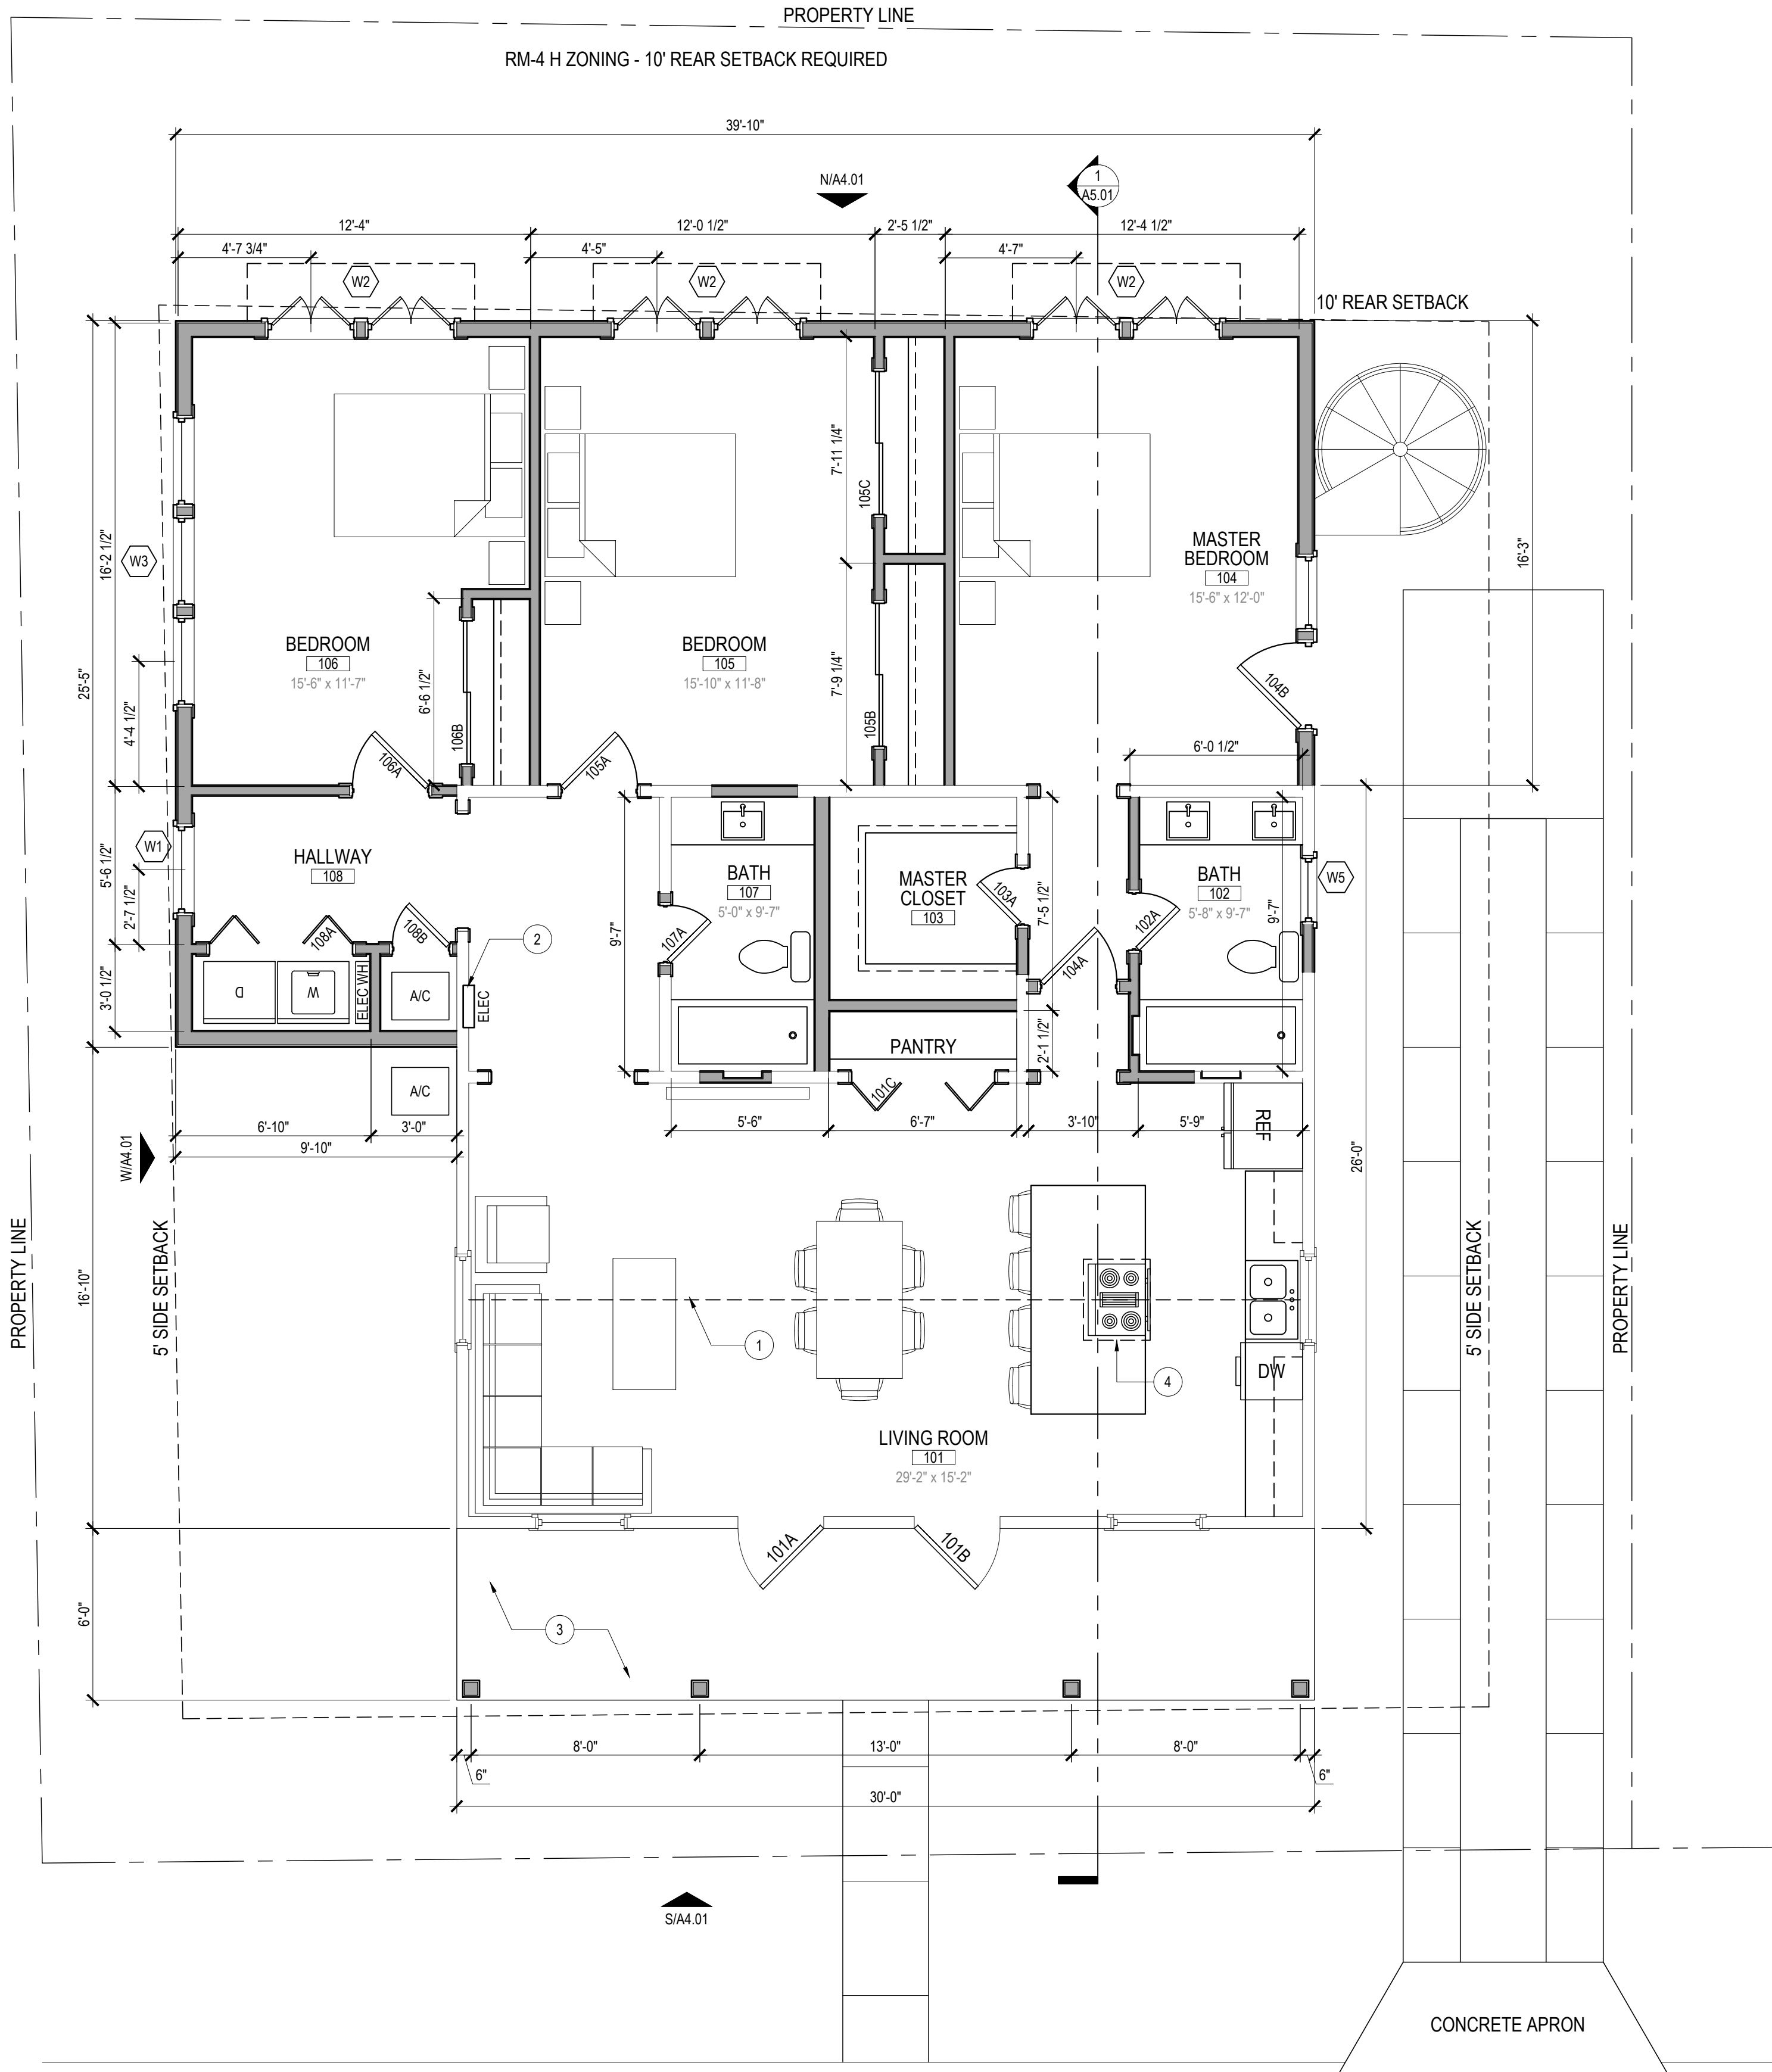 PROPERTY LINE
RM-4 H ZONING - 10' REAR SETBACK REQUIRED
39'-10"
N/A4.01
1
A5.01
12'-4"
12'-0 1/2"
2'-5 1/2"
12'-4 1/2"
4'-7 3/4"
4'-5"
4'-7"
W2
W2
W2
10' REAR SETBACK
7'-11 1/4"
105C
16'-2 1/2"
W3
16'-3"
MASTER
BEDROOM
104
15'-6" x 12'-0"
BEDROOM
106
15'-6" x 11'-7"
BEDROOM
105
15'-10" x 11'-8"
25'-5"
4'-4 1/2"
6'-6 1/2"
7'-9 1/4"
104B
106B
105B
106A
105A
6'-0 1/2"
W1
5'-6 1/2"
2'-7 1/2"
HALLWAY
108
BATH
107
5'-0" x 9'-7"
MASTER
CLOSET
103
103A
7'-5 1/2"
BATH
102
5'-8" x 9'-7"
W5
9'-7"
9'-7"
102A
107A
104A
108A
108B
2
3'-0 1/2"
D
W
ELEC WH
A/C
ELEC
PANTRY
2'-1 1/2"
A/C
101C
REF
6'-10"
3'-0"
5'-6"
6'-7"
3'-10"
5'-9"
9'-10"
W/A4.01
26'-0"
PROPERTY LINE
5' SIDE SETBACK
16'-10"
1
4
DW
5' SIDE SETBACK
PROPERTY LINE
LIVING ROOM
101
29'-2" x 15'-2"
101A
101B
6'-0"
3
8'-0"
13'-0"
8'-0"
6"
6"
30'-0"
S/A4.01
CONCRETE APRON